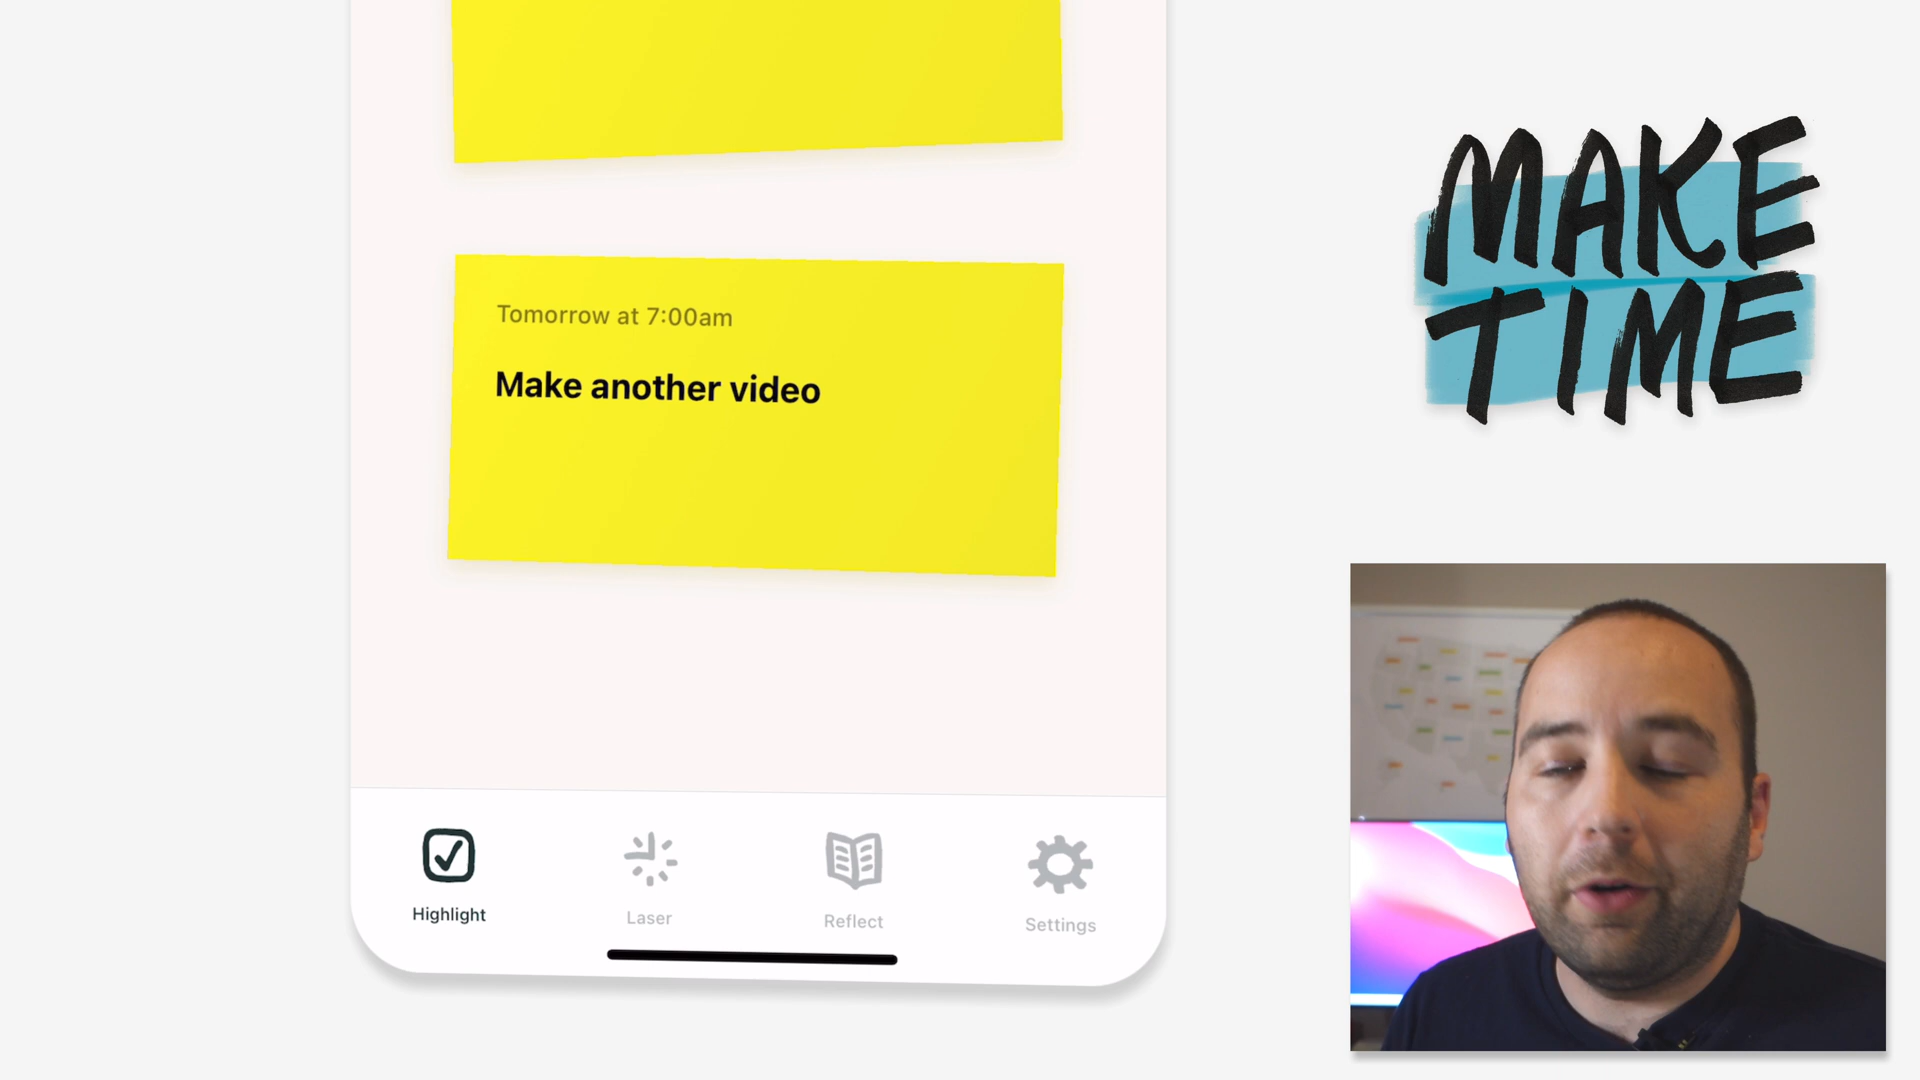 MAKE
TIME
Tomorrow at 7:00am
Make another video
Highlight
Laser
Reflect
Settings